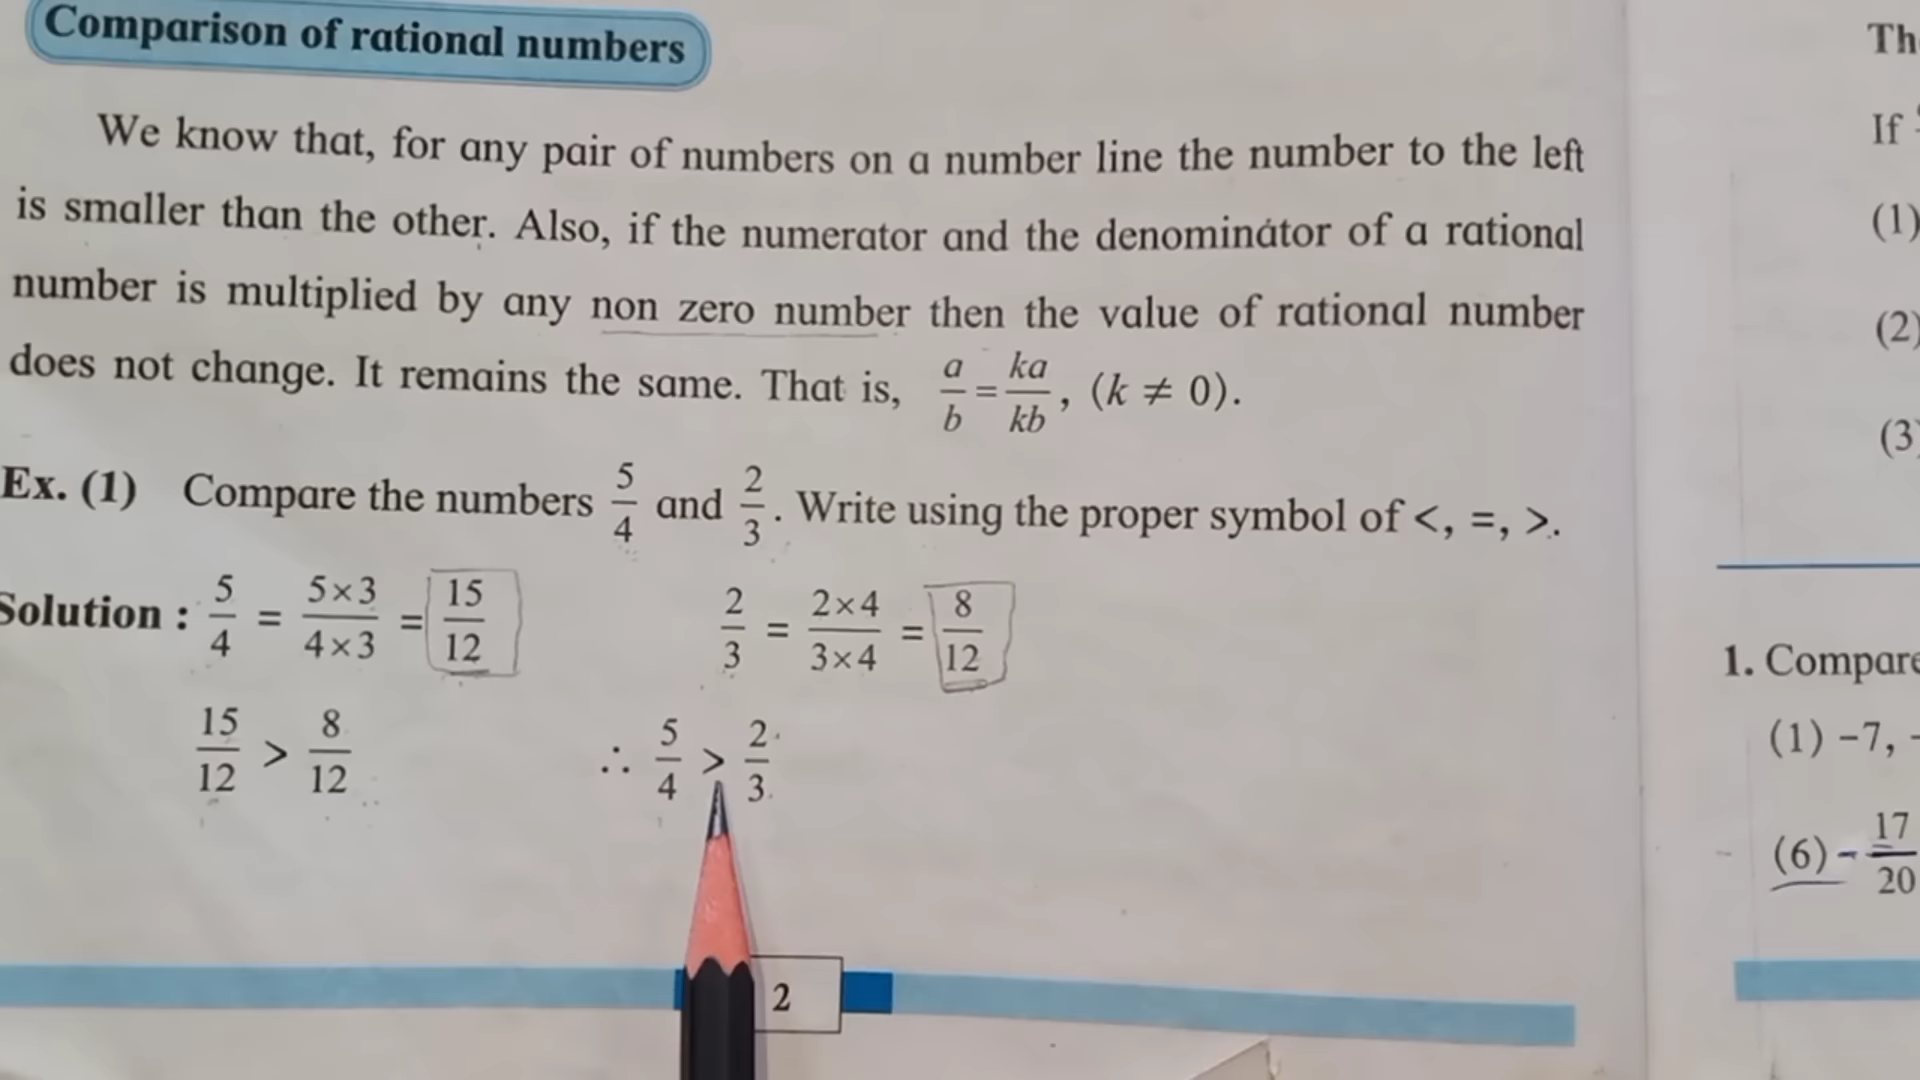 Comparison of rational numbers
We know that, for any pair of numbers on a number line the number to the left
is smaller than the other. Also, if the numerator and the denominator of a rational
number is multiplied by any non zero number then the value of rational number
does not change. It remains the same. That is, a/b = ka/kb, (k ≠ 0).
Ex. (1) Compare the numbers 5/4 and 2/3. Write using the proper symbol of <, =, >.
Solution : 5/4 = 5×3/4×3 = 15/12 2/3 = 2×4/3×4 = 8/12
15/12 > 8/12 ∴ 5/4 > 2/3
2
If
(1)
(2)
(3)
1. Compare
(1) -7, -
(6) - 17/20